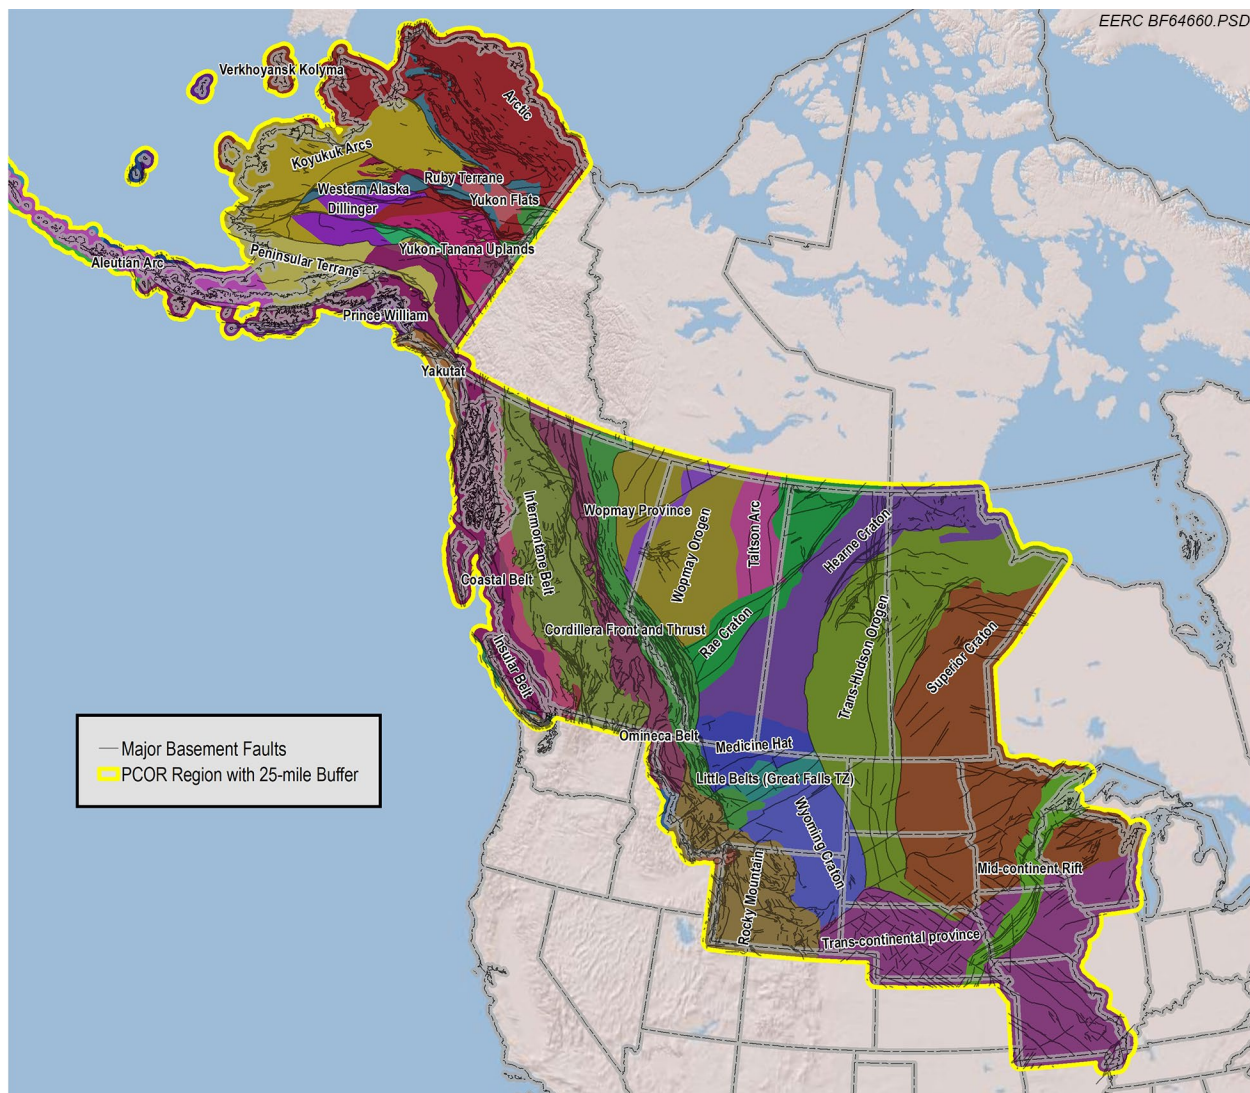 EERC BF64660.PSD
Verkhoyansk Kolyma
Arctic
Koyukuk Arcs
Ruby Terrane
Western Alaska
Yukon Flats
Dillinger
Yukon-Tanana Uplands
Peninsular Terrane
Aleutian Arc
Prince William
Yakutat
Intermontane Belt
Wopmay Province
Wopmay Orogen
Taltson Arc
Hearne Craton
Coastal Belt
Cordillera Front and Thrust
Rae Craton
Trans-Hudson Orogen
Superior Craton
Insular Belt
Omineca Belt
Medicine Hat
Little Belts (Great Falls TZ)
Wyoming Craton
Mid-continent Rift
Rocky Mountain
Trans-continental province
Major Basement Faults
PCOR Region with 25-mile Buffer